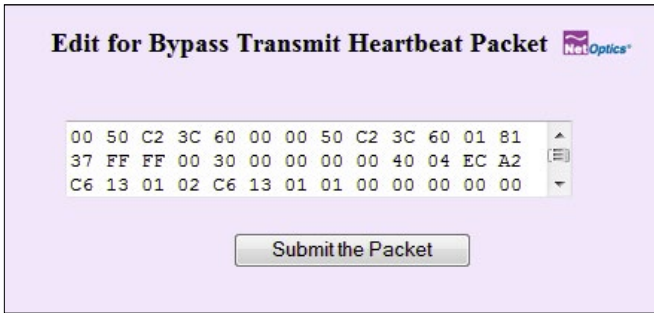 Edit for Bypass Transmit Heartbeat Packet NetOptics®
00 50 C2 3C 60 00 00 50 C2 3C 60 01 81
37 FF FF 00 30 00 00 00 00 40 04 EC A2
C6 13 01 02 C6 13 01 01 00 00 00 00 00
Submit the Packet